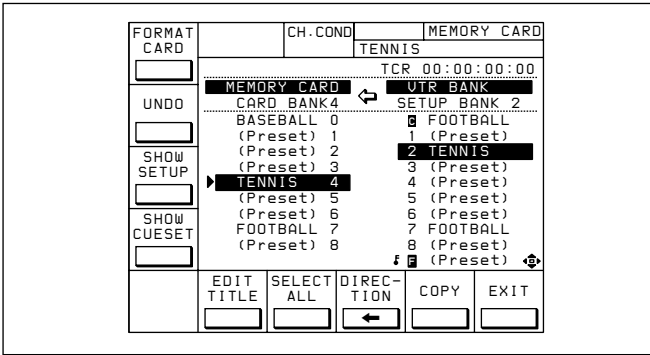 FORMAT
CARD
CH.COND
MEMORY CARD
TENNIS
TCR 00:00:00:00
MEMORY CARD
VTR BANK
CARD BANK4
SETUP BANK 2
UNDO
BASEBALL 0
C FOOTBALL
(Preset) 1
1 (Preset)
(Preset) 2
2 TENNIS
SHOW
SETUP
(Preset) 3
3 (Preset)
TENNIS 4
4 (Preset)
(Preset) 5
5 (Preset)
(Preset) 6
6 (Preset)
SHOW
CUESET
FOOTBALL 7
7 FOOTBALL
(Preset) 8
8 (Preset)
F (Preset)
EDIT
TITLE
SELECT
ALL
DIREC-
TION
COPY
EXIT